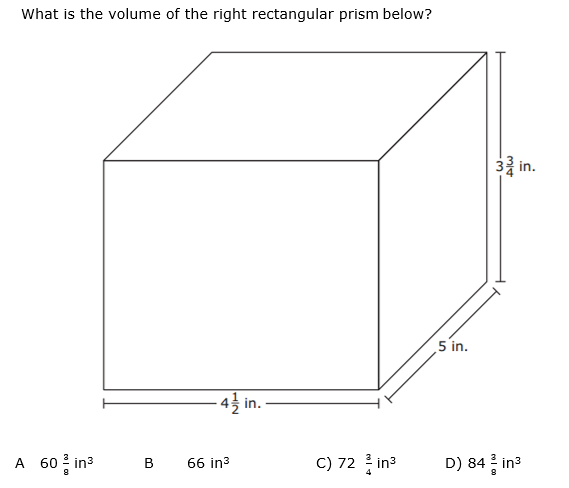 What is the volume of the right rectangular prism below?
3 3/4 in.
5 in.
4 1/2 in.
A 60 3/8 in³ B 66 in³ C) 72 3/4 in³ D) 84 3/8 in³